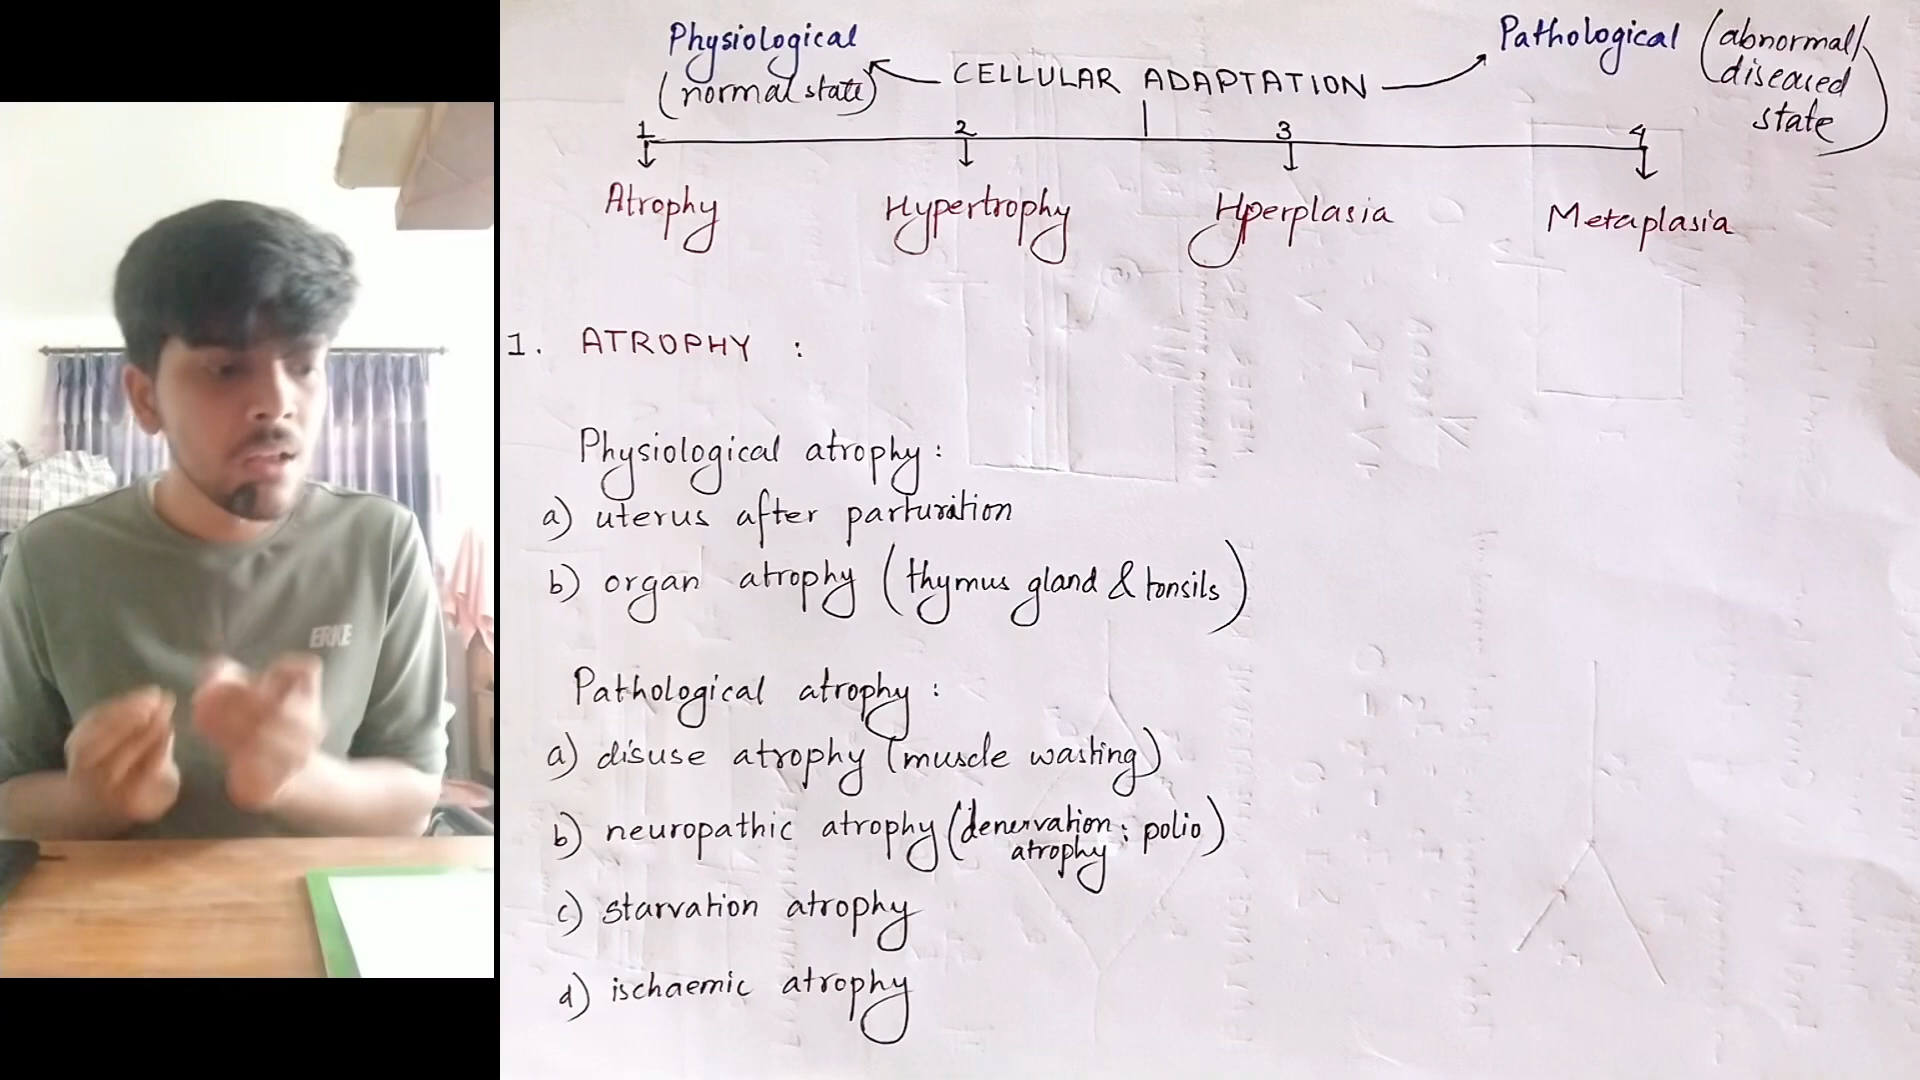 Physiological
(normal state)
CELLULAR ADAPTATION
Pathological (abnormal/
diseased
state)
1 2 3 4
Atrophy Hypertrophy Hyperplasia Metaplasia
1. ATROPHY :
Physiological atrophy :
a) uterus after parturition
b) organ atrophy (thymus gland & tonsils)
Pathological atrophy :
a) disuse atrophy (muscle wasting)
b) neuropathic atrophy (denervation : polio)
atrophy
c) starvation atrophy
d) ischaemic atrophy
ERKE